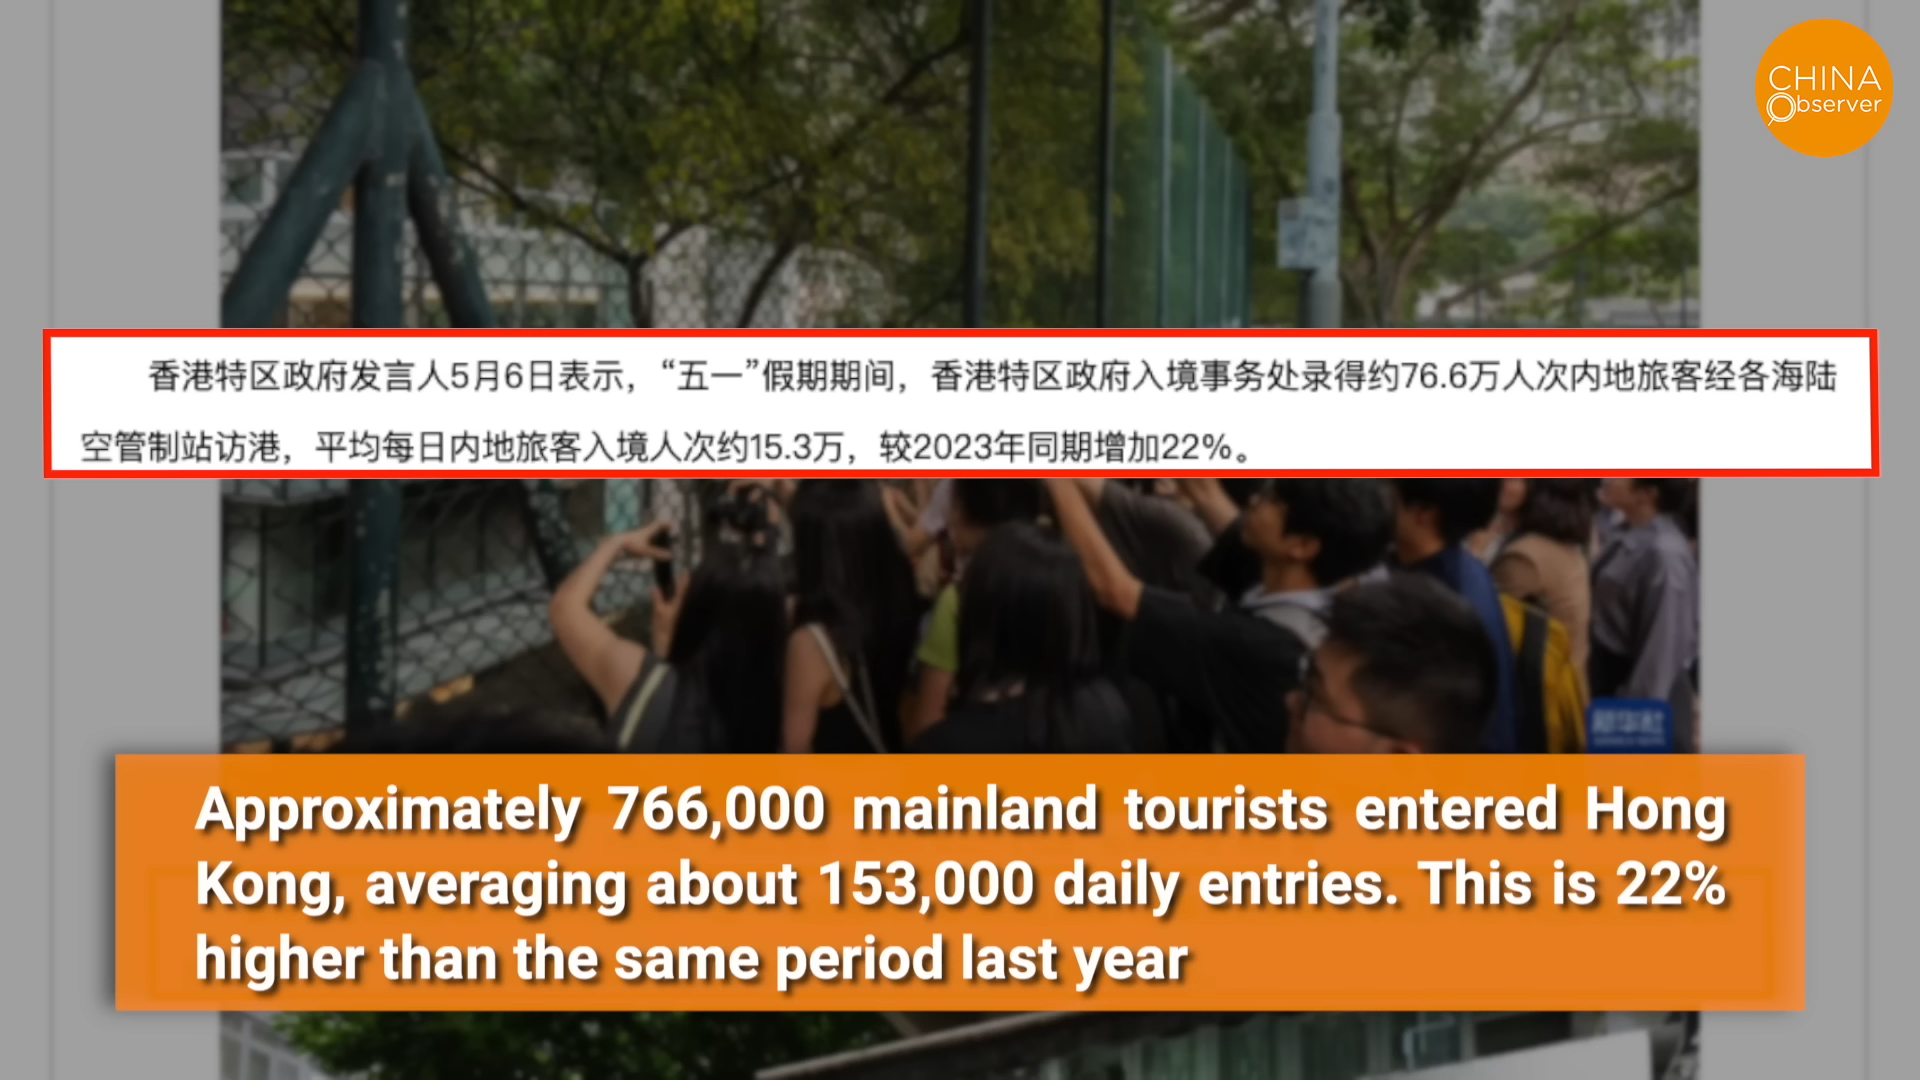 CHINA
Observer
香港特区政府发言人5月6日表示，“五一”假期期间，香港特区政府入境事务处录得约76.6万人次内地旅客经各海陆
空管制站访港，平均每日内地旅客入境人次约15.3万，较2023年同期增加22%。
新华社
Approximately 766,000 mainland tourists entered Hong
Kong, averaging about 153,000 daily entries. This is 22%
higher than the same period last year